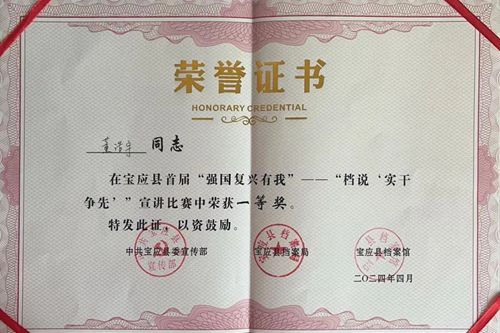 荣誉证书
HONORARY CREDENTIAL
同志
在宝应县首届“强国复兴有我”——“档说‘实干
争先’”宣讲比赛中荣获一等奖。
特发此证，以资鼓励。
中共宝应县委宣传部 宝应县档案局 宝应县档案馆
二〇二四年四月